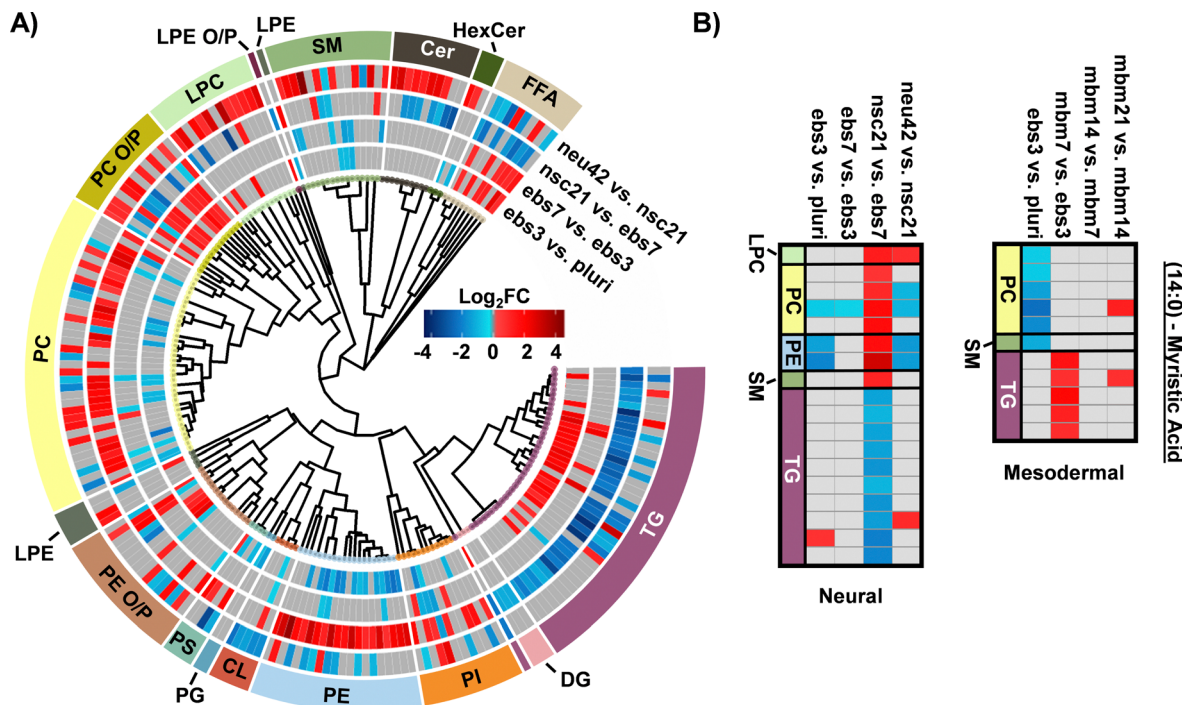 A)
LPE O/P
LPE
SM
Cer
HexCer
FFA
LPC
PC O/P
PC
LPE
PE O/P
PS
PG
CL
PE
PI
DG
TG
neu42 vs. nsc21
nsc21 vs. ebs7
ebs7 vs. ebs3
ebs3 vs. pluri
Log2FC
-4 -2 0 2 4
B)
ebs3 vs. pluri
ebs7 vs. ebs3
nsc21 vs. ebs7
neu42 vs. nsc21
LPC
PC
PE
SM
TG
Neural
ebs3 vs. pluri
mbm7 vs. ebs3
mbm14 vs. mbm7
mbm21 vs. mbm14
PC
SM
TG
Mesodermal
(14:0) - Myristic Acid